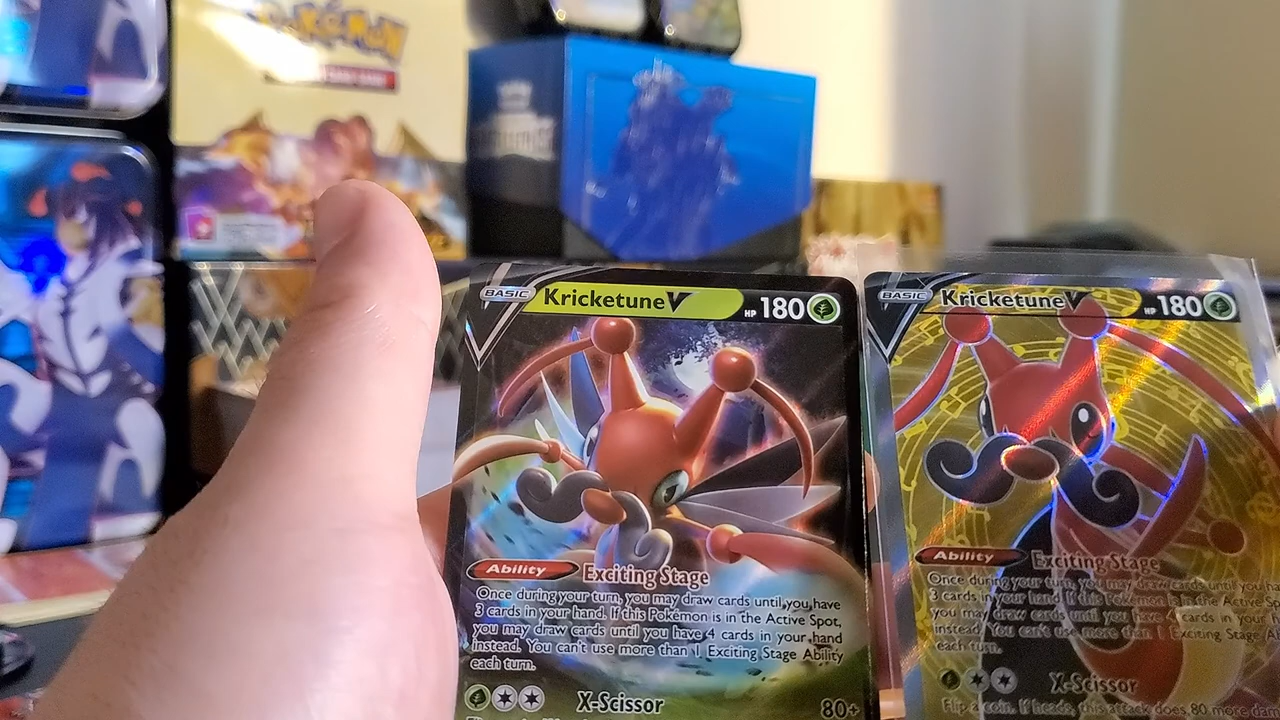 Pokémon
BASIC Kricketune V HP 180
Ability Exciting Stage
Once during your turn, you may draw cards until you have
3 cards in your hand. If this Pokémon is in the Active Spot,
you may draw cards until you have 4 cards in your hand
instead. You can't use more than 1 Exciting Stage Ability
each turn.
X-Scissor 80+
BASIC Kricketune V HP 180
Ability Exciting Stage
Once during your turn, you may draw cards until you ha
3 cards in your hand. If this Pokémon is in the Active Spo
you may draw cards until you have 4 cards in your h
instead. You can't use more than 1 Exciting Stage A
each turn.
X-Scissor
Flip a coin. If heads, this attack does 80 more dam